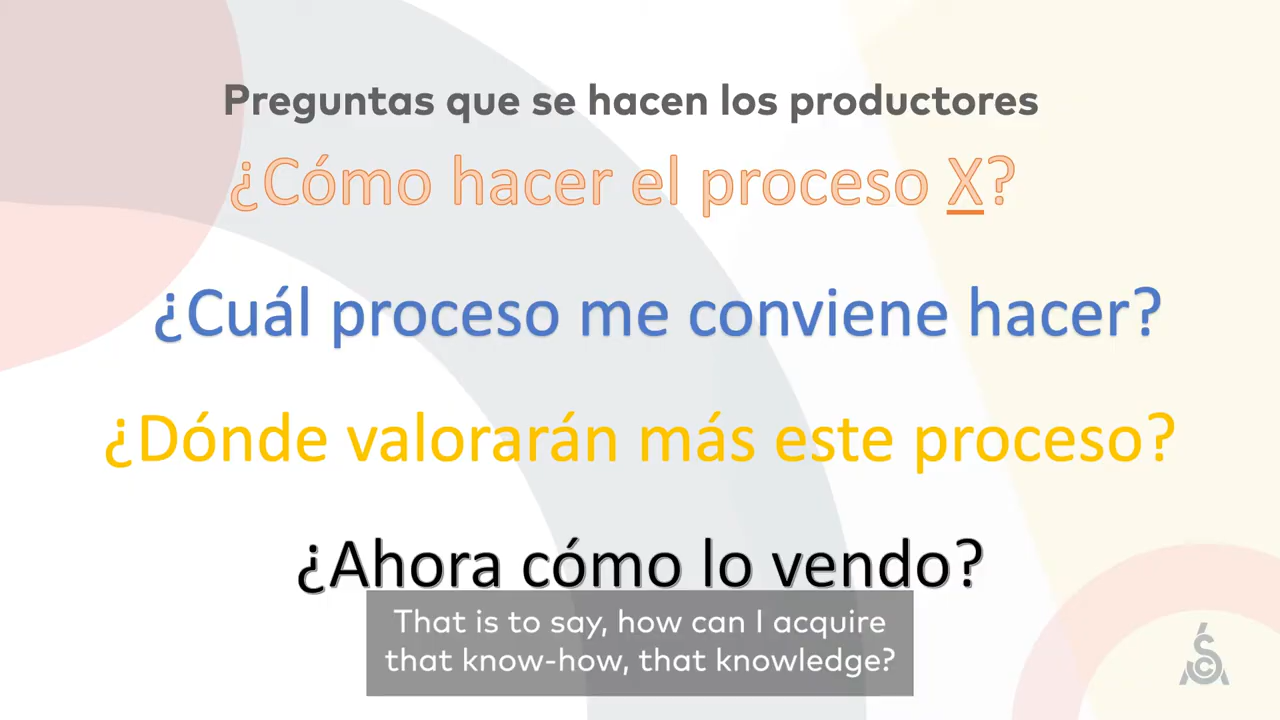 Preguntas que se hacen los productores
¿Cómo hacer el proceso X?
¿Cuál proceso me conviene hacer?
¿Dónde valorarán más este proceso?
¿Ahora cómo lo vendo?
That is to say, how can I acquire
that know-how, that knowledge?